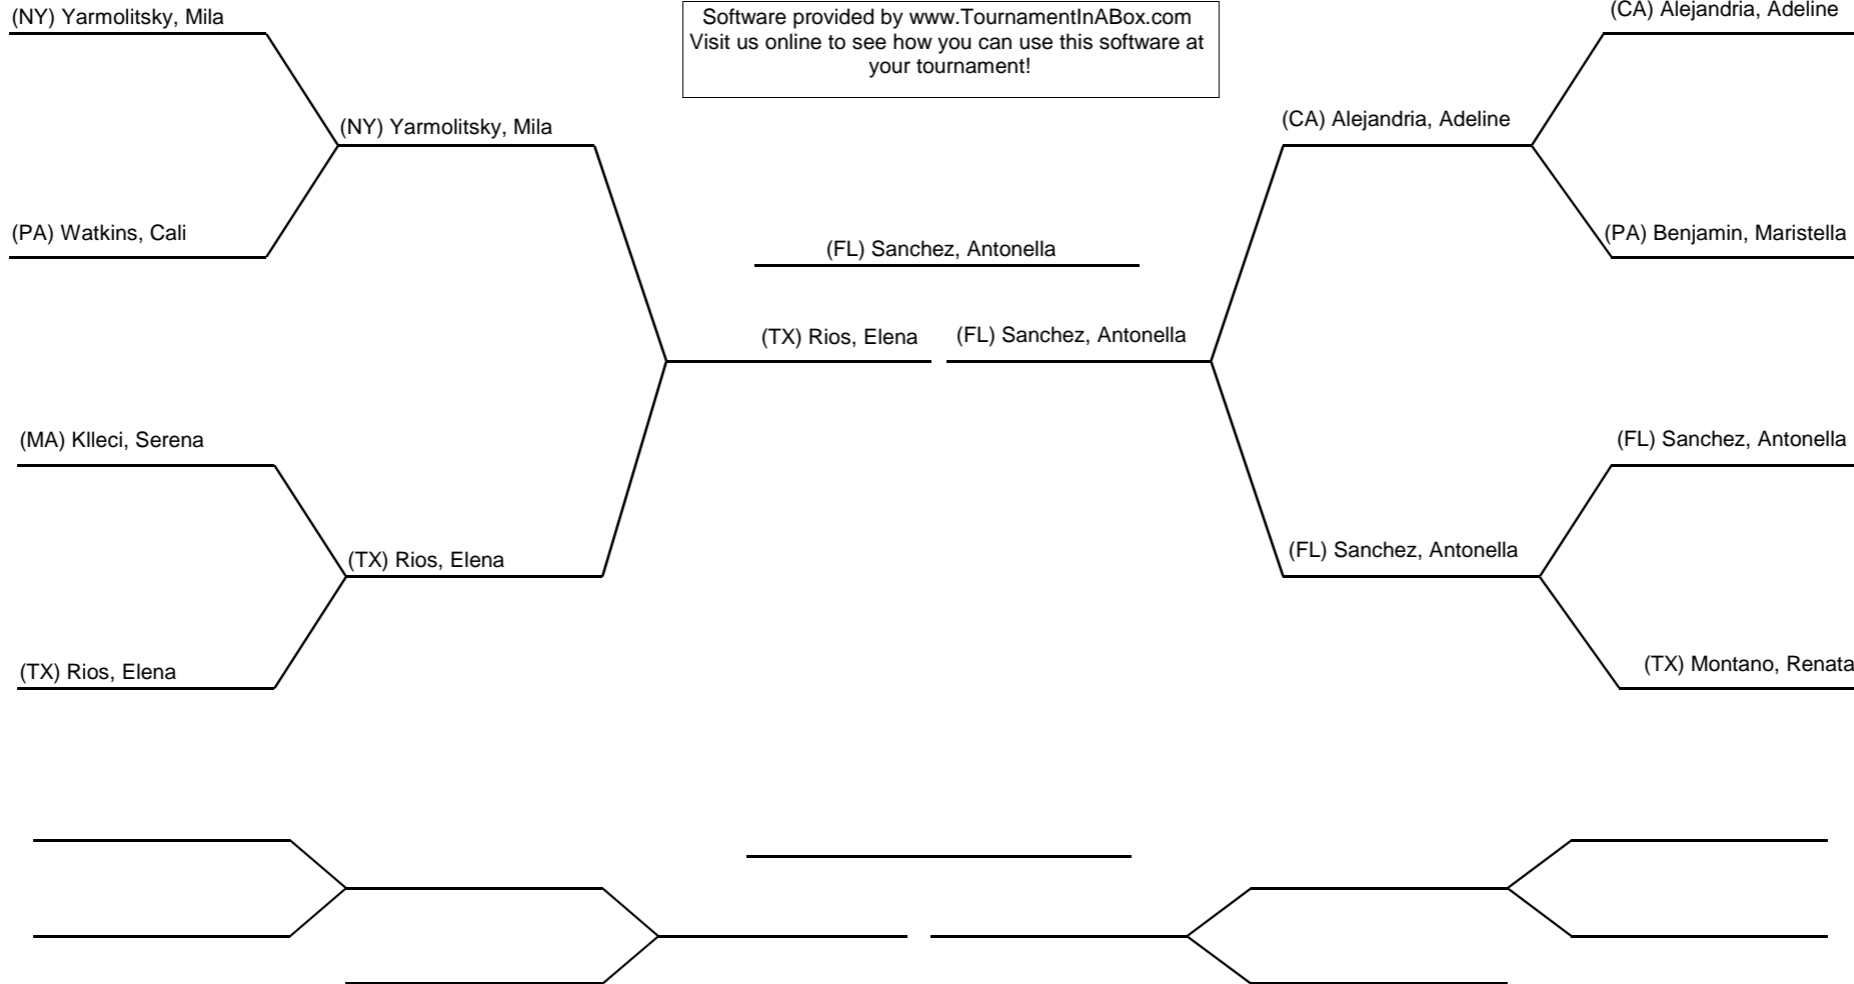 (NY) Yarmolitsky, Mila
Software provided by www.TournamentInABox.com
Visit us online to see how you can use this software at
your tournament!
(CA) Alejandria, Adeline
(NY) Yarmolitsky, Mila
(CA) Alejandria, Adeline
(PA) Watkins, Cali
(FL) Sanchez, Antonella
(PA) Benjamin, Maristella
(TX) Rios, Elena
(FL) Sanchez, Antonella
(MA) Klleci, Serena
(FL) Sanchez, Antonella
(TX) Rios, Elena
(FL) Sanchez, Antonella
(TX) Rios, Elena
(TX) Montano, Renata